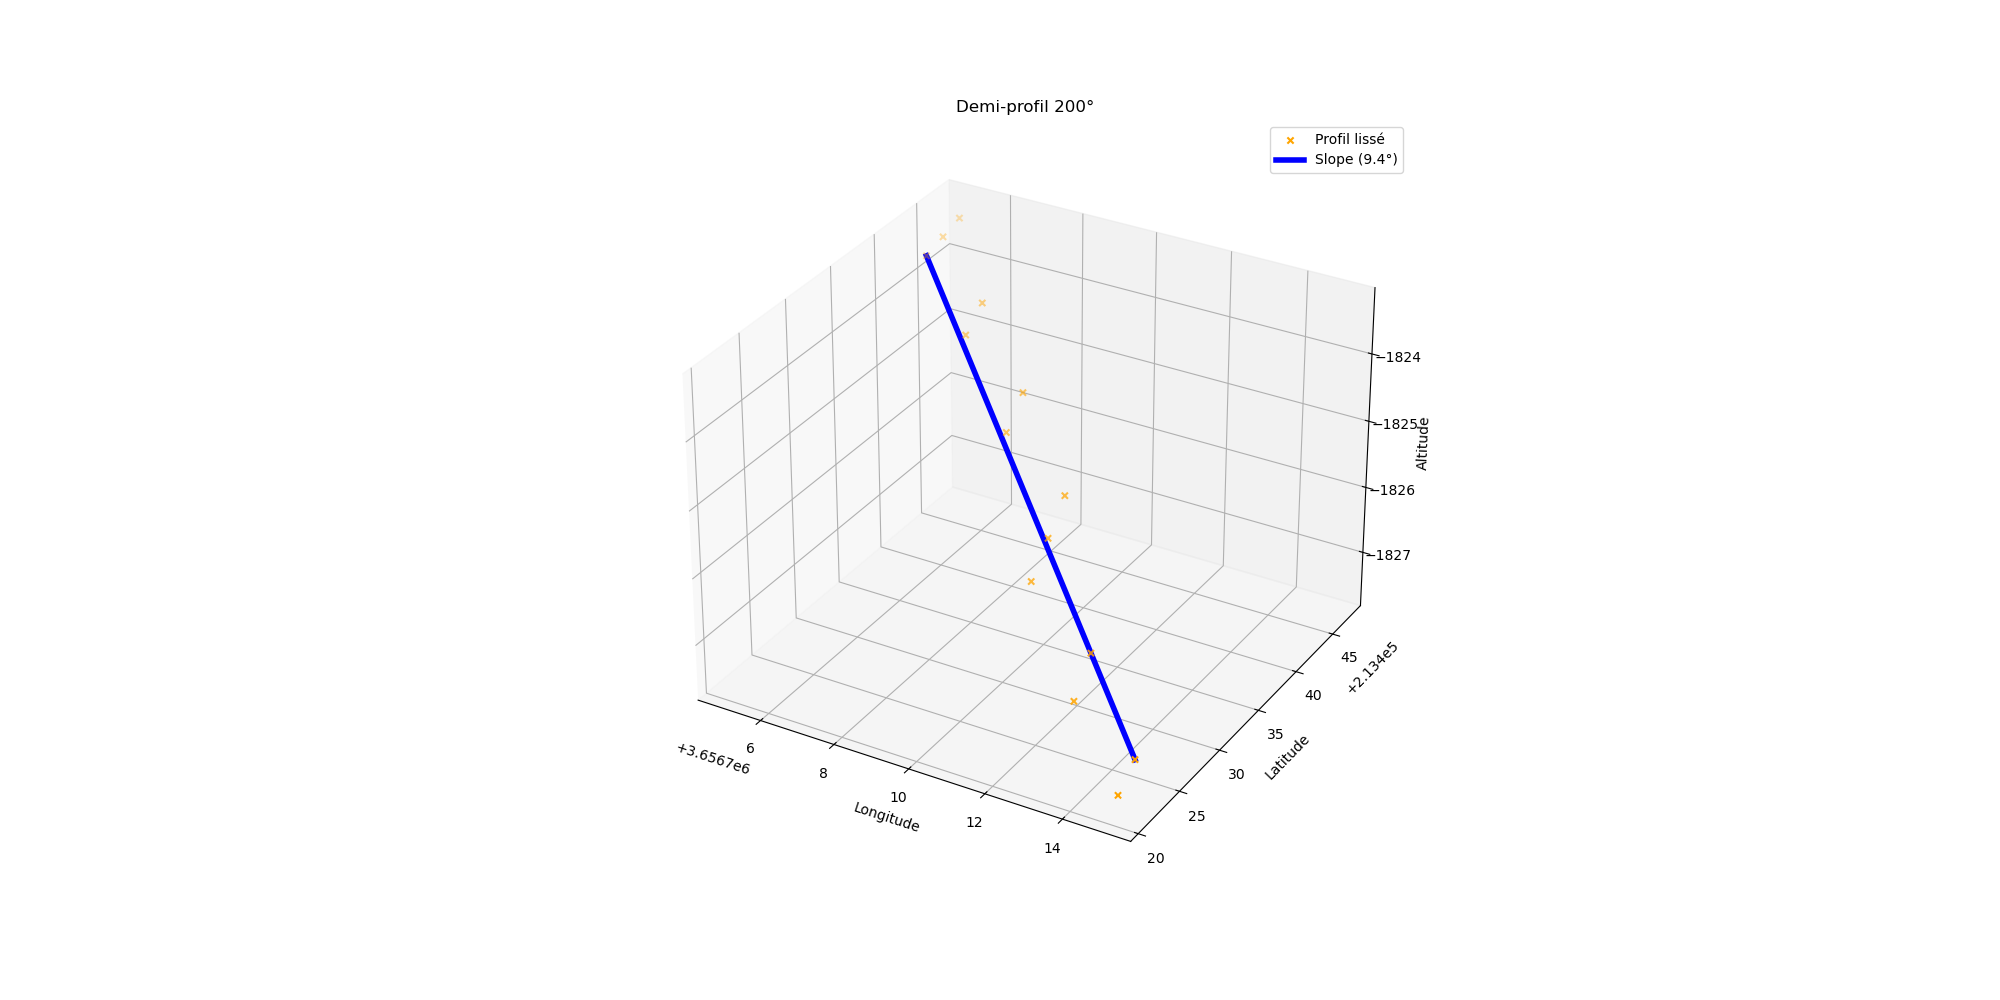 Demi-profil 200°
Profil lissé
Slope (9.4°)
−1824
−1825
−1826
−1827
Altitude
45
40
35
30
25
20
+2.134e5
Latitude
6
8
10
12
14
+3.6567e6
Longitude